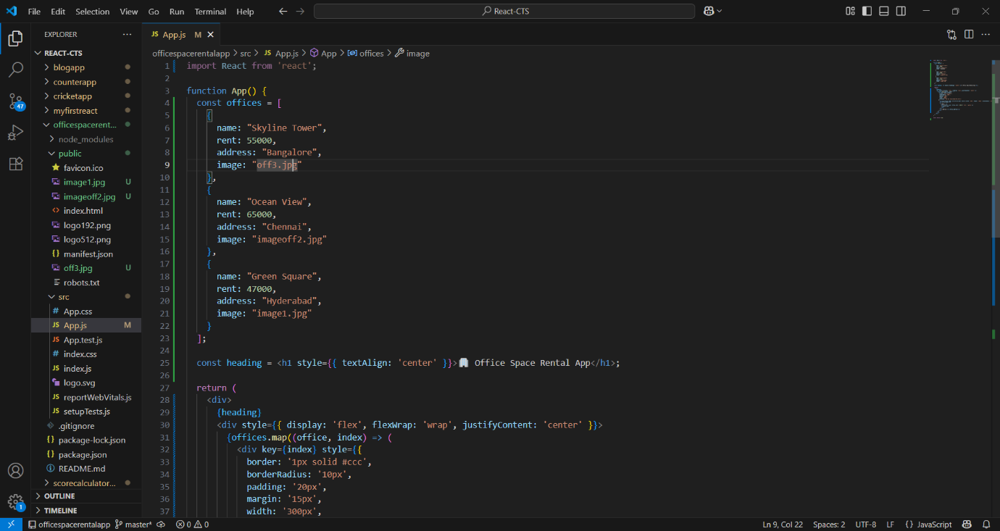 File Edit Selection View Go Run Terminal Help
React-CTS
EXPLORER
REACT-CTS
blogapp
counterapp
cricketapp
myfirstreact
officespacerent...
node_modules
public
favicon.ico
image1.jpg U
imageoff2.jpg U
index.html
logo192.png
logo512.png
manifest.json
off3.jpg U
robots.txt
src
App.css
App.js M
App.test.js
index.css
index.js
logo.svg
reportWebVitals.js
setupTests.js
.gitignore
package-lock.json
package.json
README.md
scorecalculator...
OUTLINE
TIMELINE
47
1
JS App.js M
officespacerentalapp > src > JS App.js > App > offices > image
1 import React from 'react';
2
3 function App() {
4 const offices = [
5 {
6 name: "Skyline Tower",
7 rent: 55000,
8 address: "Bangalore",
9 image: "off3.jpg"
10 },
11 {
12 name: "Ocean View",
13 rent: 65000,
14 address: "Chennai",
15 image: "imageoff2.jpg"
16 },
17 {
18 name: "Green Square",
19 rent: 47000,
20 address: "Hyderabad",
21 image: "image1.jpg"
22 }
23 ];
24
25 const heading = <h1 style={{ textAlign: 'center' }}>🏢 Office Space Rental App</h1>;
26
27 return (
28 <div>
29 {heading}
30 <div style={{ display: 'flex', flexWrap: 'wrap', justifyContent: 'center' }}>
31 {offices.map((office, index) => (
32 <div key={index} style={{
33 border: '1px solid #ccc',
34 borderRadius: '10px',
35 padding: '20px',
36 margin: '15px',
37 width: '300px',
officespacerentalapp master* 0 0 Ln 9, Col 22 Spaces: 2 UTF-8 LF {} JavaScript